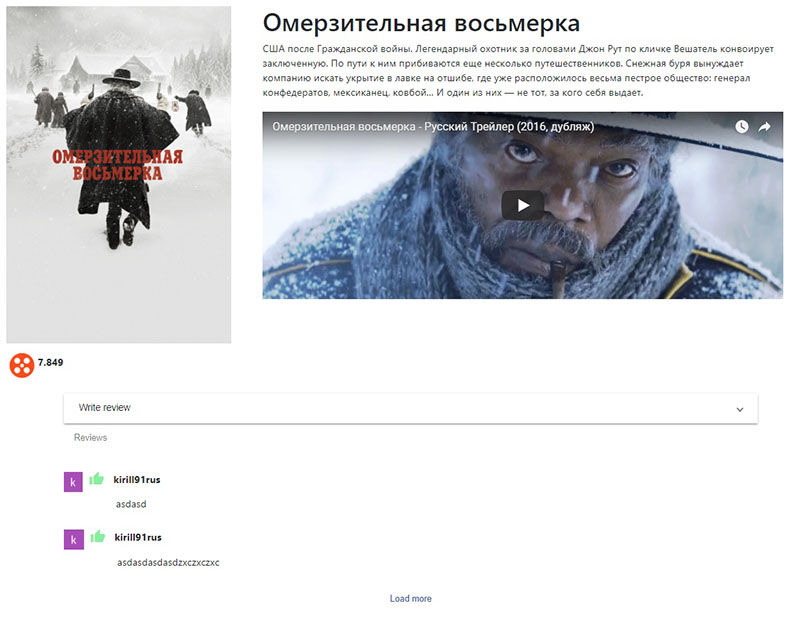 Омерзительная восьмерка
США после Гражданской войны. Легендарный охотник за головами Джон Рут по кличке Вешатель конвоирует
заключенную. По пути к ним прибиваются еще несколько путешественников. Снежная буря вынуждает
компанию искать укрытие в лавке на отшибе, где уже расположилось весьма пестрое общество: генерал
конфедератов, мексиканец, ковбой... И один из них — не тот, за кого себя выдает.
ОМЕРЗИТЕЛЬНАЯ
ВОСЬМЕРКА
Омерзительная восьмерка - Русский Трейлер (2016, дубляж)
7.849
Write review
Reviews
k kirill91rus
asdasd
k kirill91rus
asdasdasdasdzxczxczxc
Load more